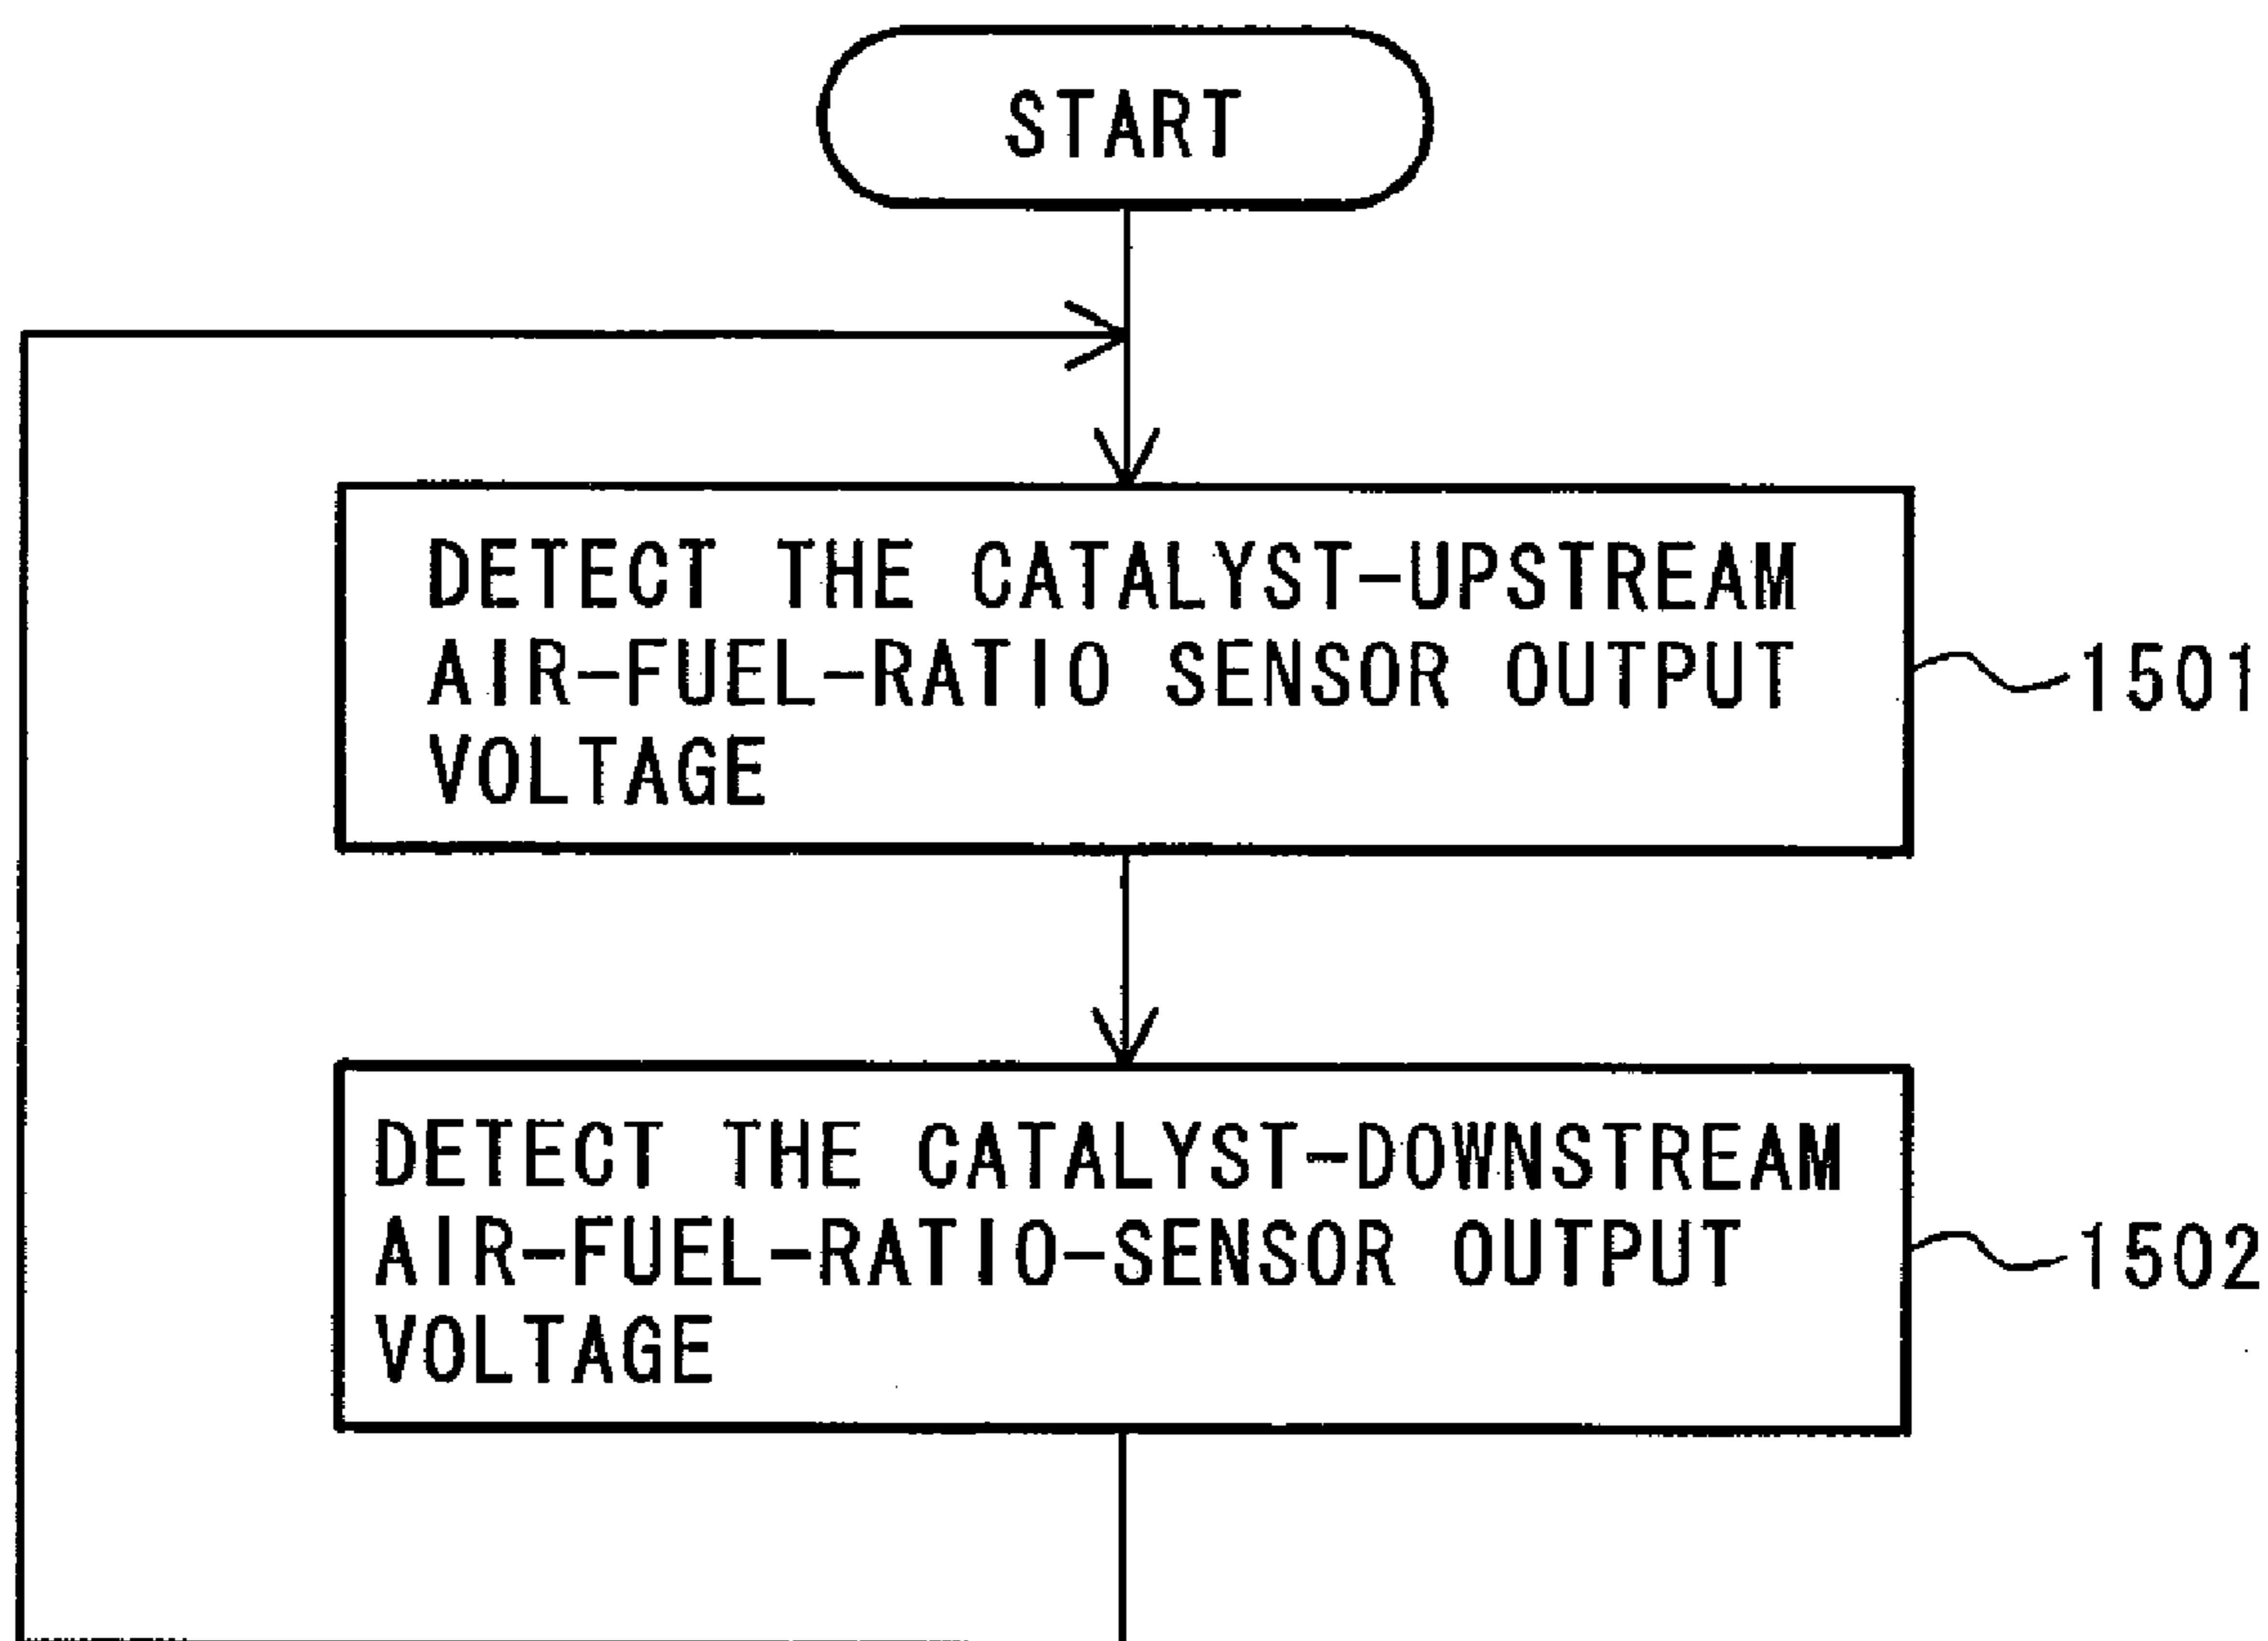 START
DETECT THE CATALYST-UPSTREAM
AIR-FUEL-RATIO SENSOR OUTPUT
VOLTAGE
1501
DETECT THE CATALYST-DOWNSTREAM
AIR-FUEL-RATIO-SENSOR OUTPUT
VOLTAGE
1502